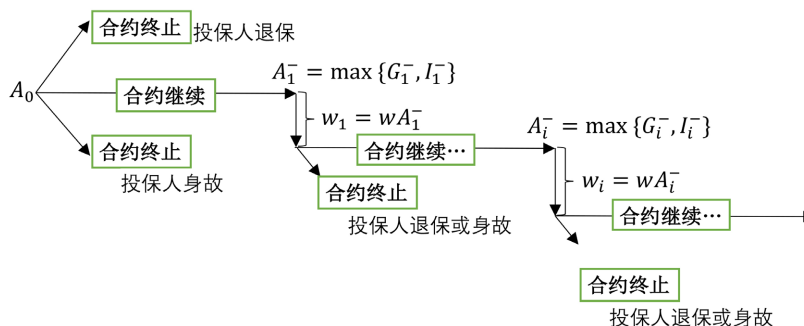 合约终止 投保人退保
$A_0$
合约继续
$A_1^- = \max\{G_1^-, I_1^-\}$
$w_1 = wA_1^-$
合约终止
投保人身故
合约继续…
合约终止
投保人退保或身故
$A_i^- = \max\{G_i^-, I_i^-\}$
$w_i = wA_i^-$
合约继续…
合约终止
投保人退保或身故